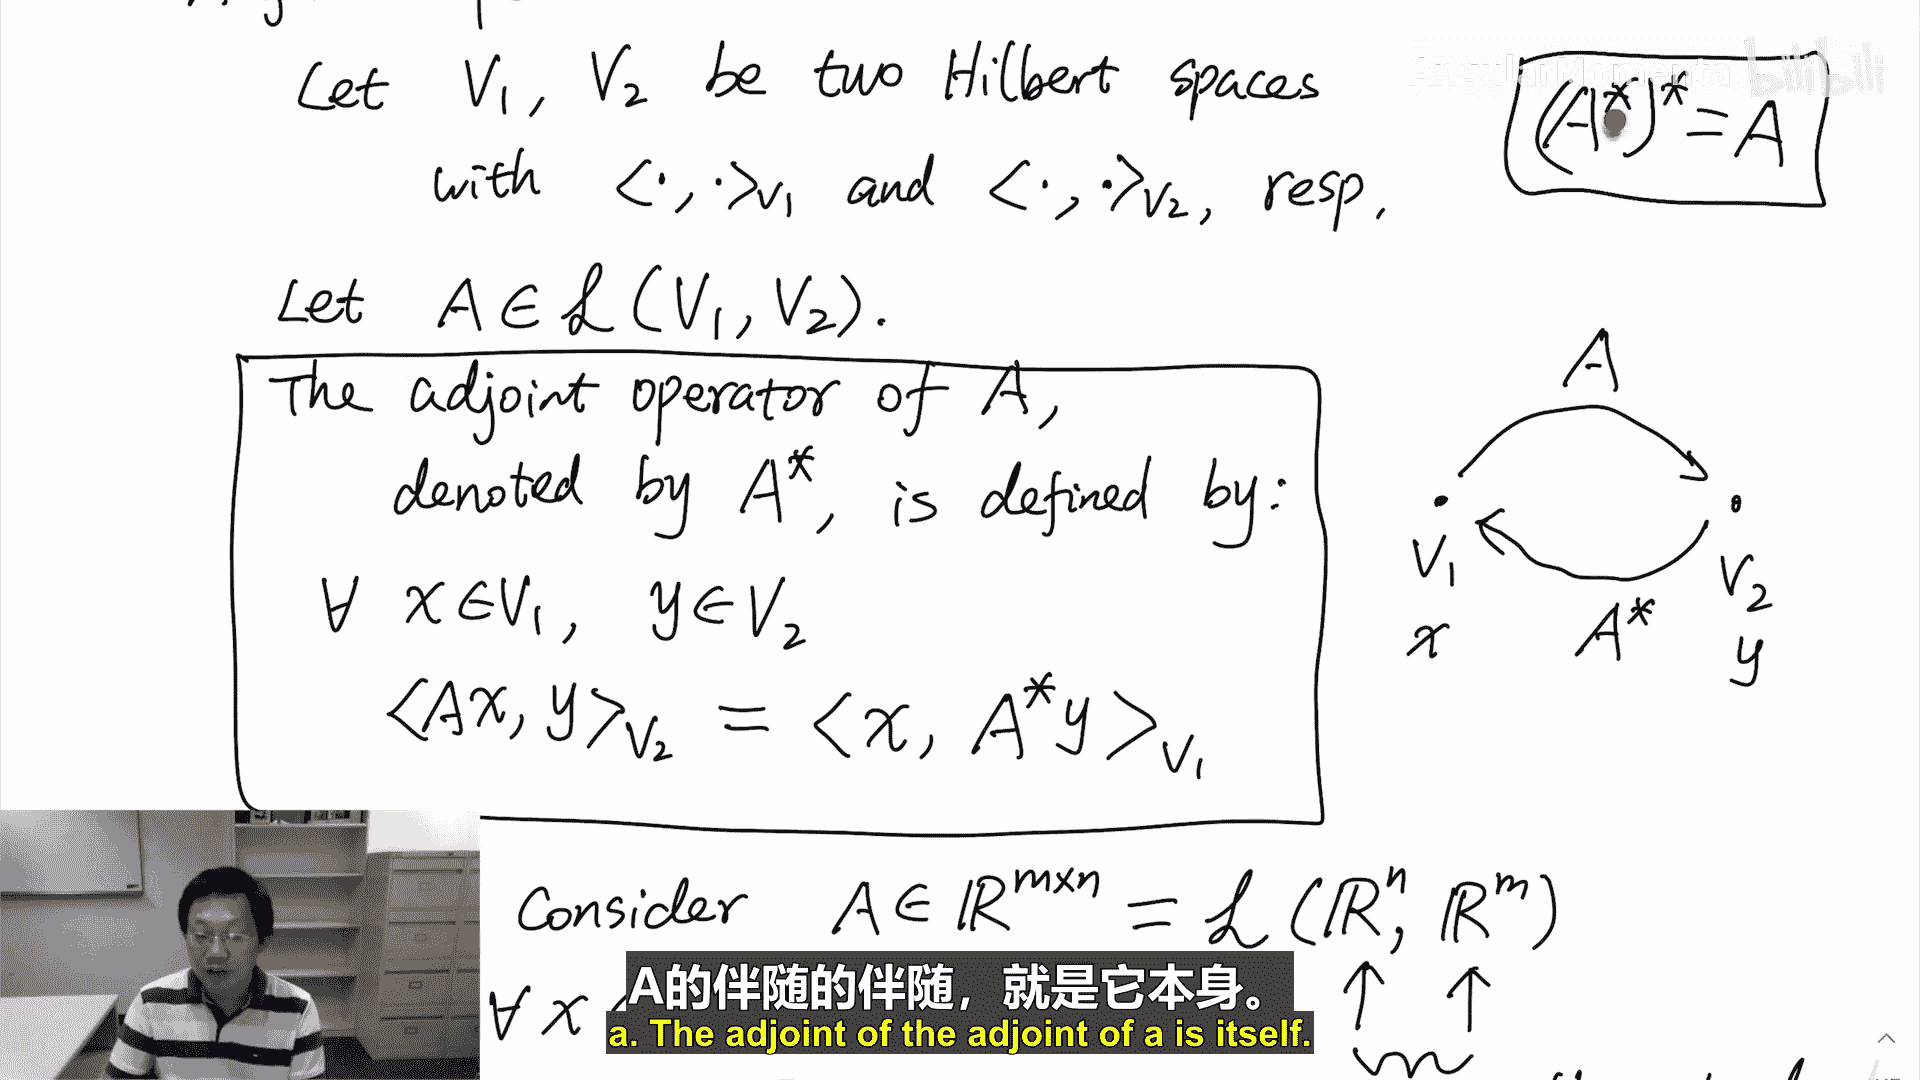 Let V₁, V₂ be two Hilbert spaces
with <·,·>V₁ and <·,·>V₂, resp.
AngularMomenta bilibili
(A*)* = A
Let A ∈ ℒ(V₁, V₂).
The adjoint operator of A,
denoted by A*, is defined by:
∀ x∈V₁, y∈V₂
<Ax, y>V₂ = <x, A*y>V₁
A
V₁ V₂
x A* y
Consider A ∈ ℝᵐˣⁿ = ℒ(ℝⁿ, ℝᵐ)
∀ x
A的伴随的伴随，就是它本身。
a. The adjoint of the adjoint of a is itself.